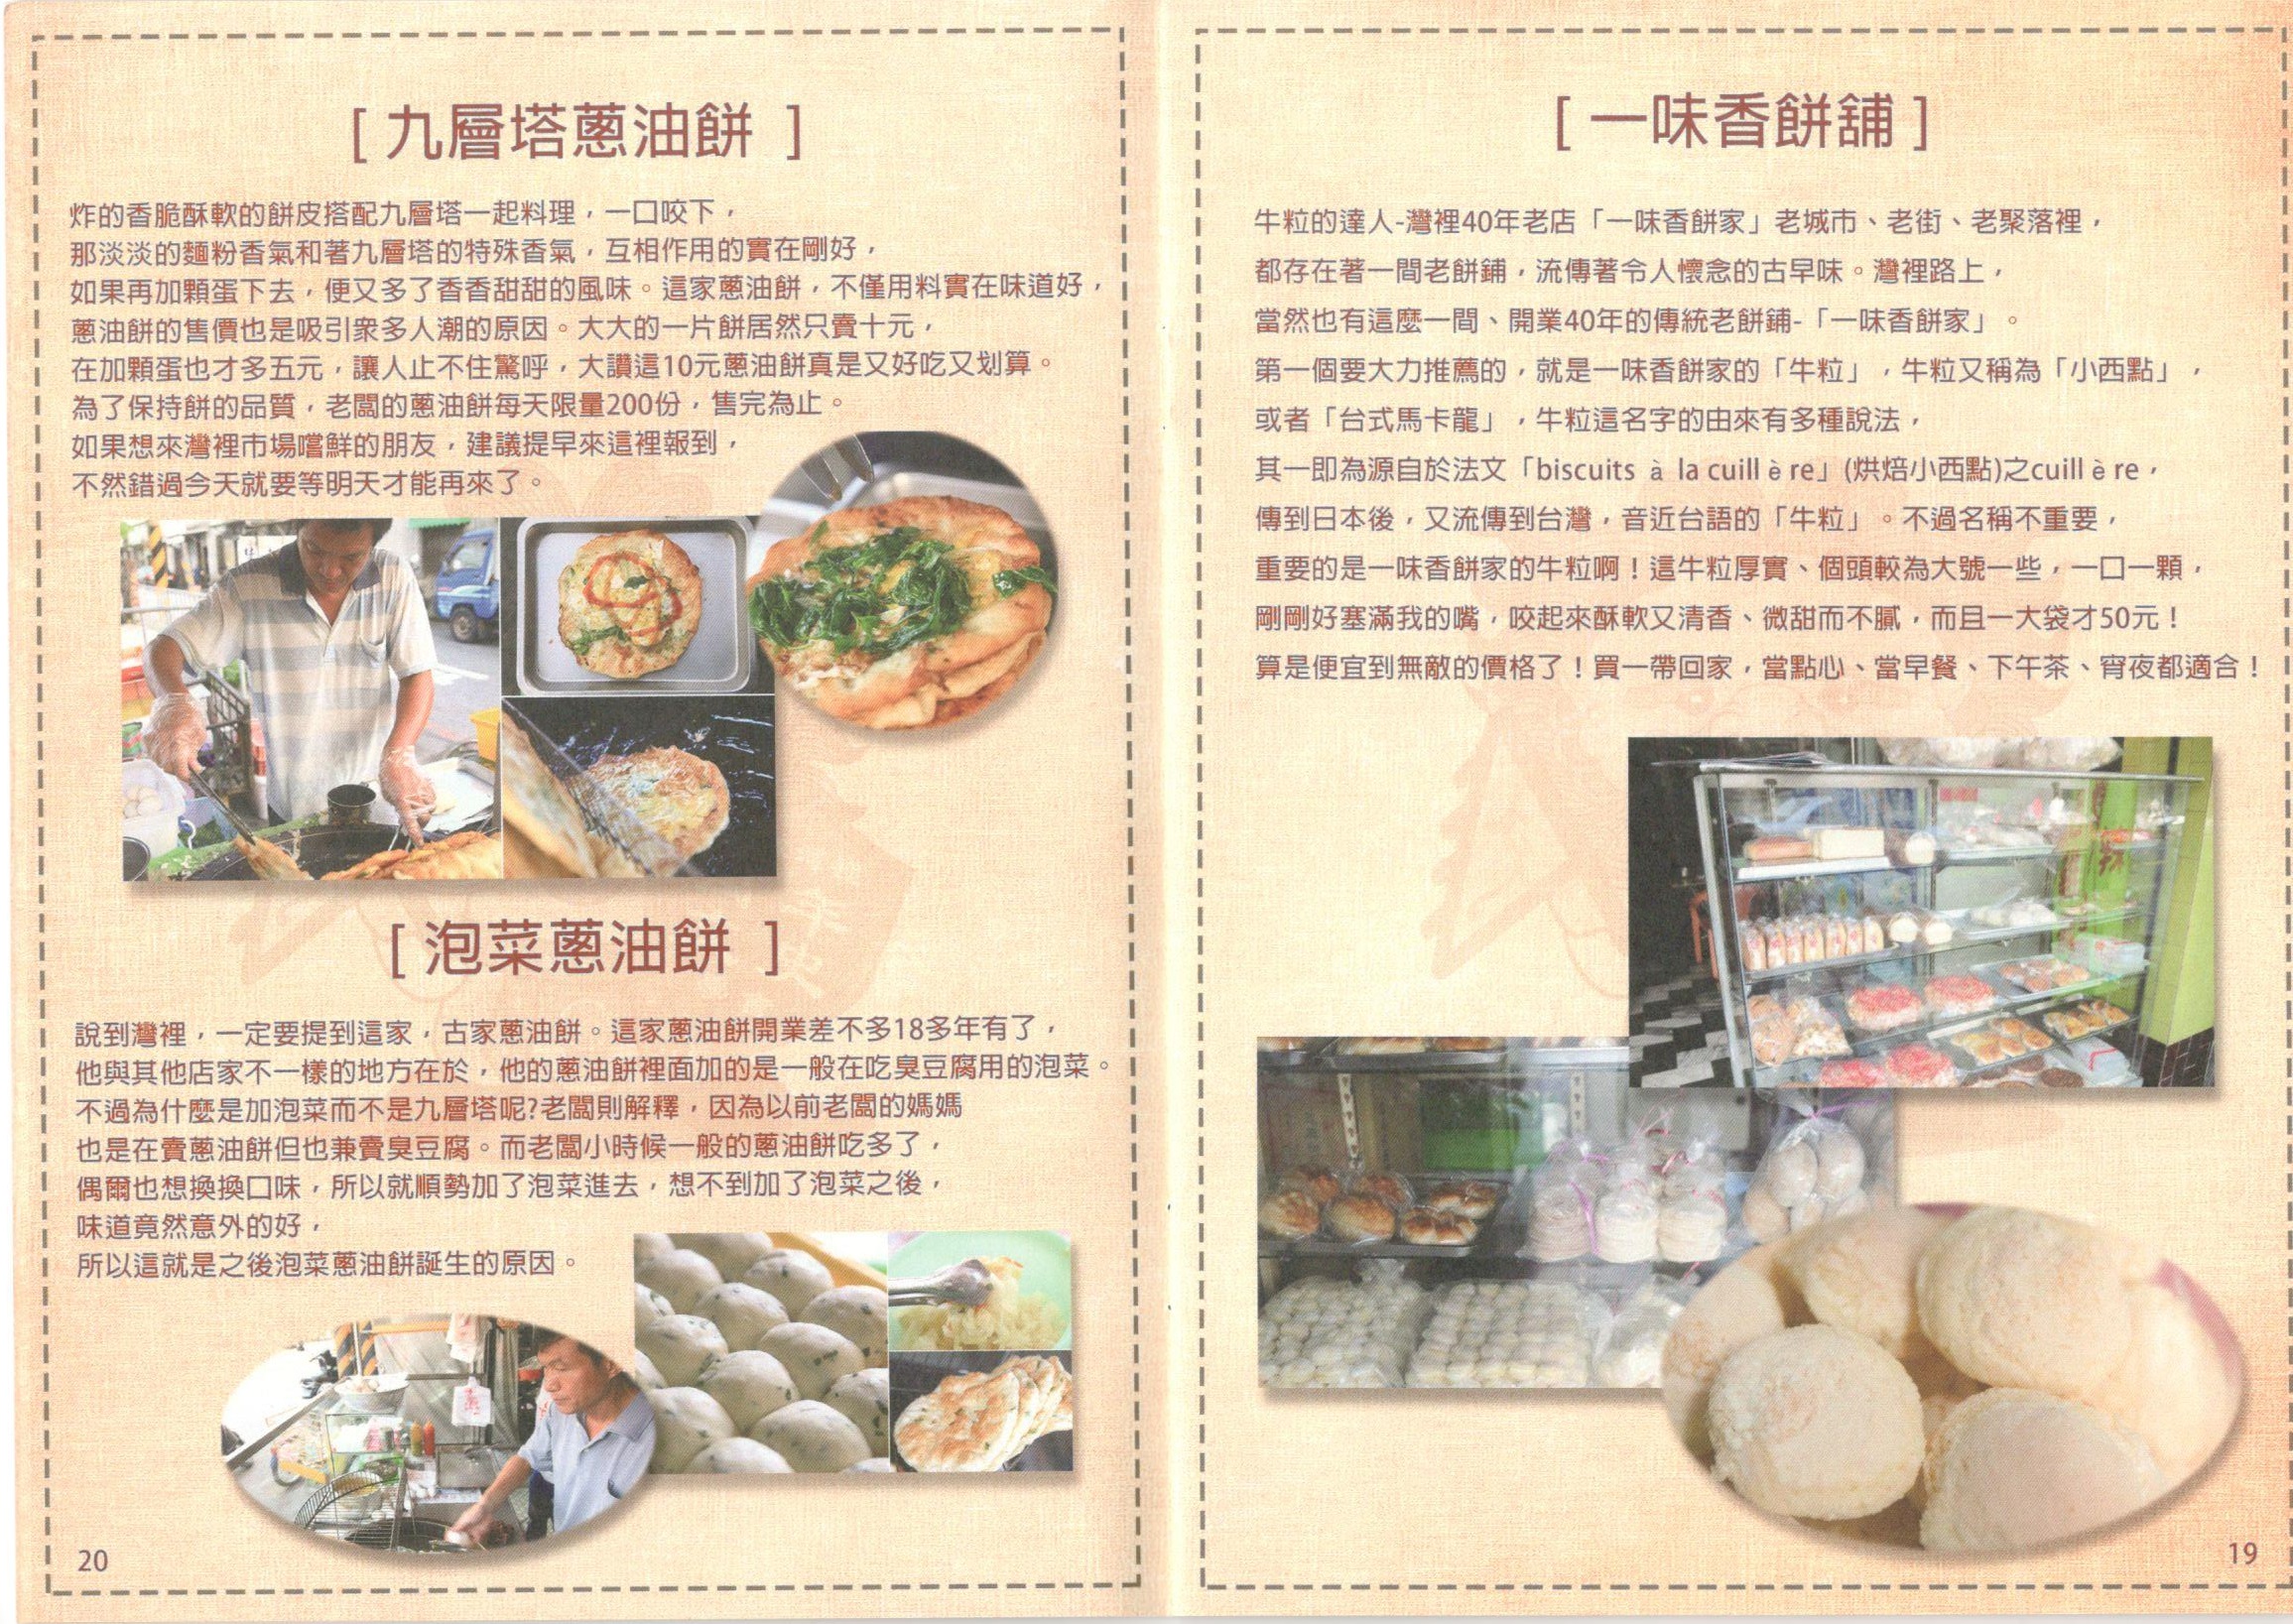 [ 九層塔蔥油餅 ]
炸的香脆酥軟的餅皮搭配九層塔一起料理，一口咬下，
那淡淡的麵粉香氣和著九層塔的特殊香氣，互相作用的實在剛好，
如果再加顆蛋下去，便又多了香香甜甜的風味。這家蔥油餅，不僅用料實在味道好，
蔥油餅的售價也是吸引眾多人潮的原因。大大的一片餅居然只賣十元，
在加顆蛋也才多五元，讓人止不住驚呼，大讚這10元蔥油餅真是又好吃又划算。
為了保持餅的品質，老闆的蔥油餅每天限量200份，售完為止。
如果想來灣裡市場嚐鮮的朋友，建議提早來這裡報到，
不然錯過今天就要等明天才能再來了。
[ 泡菜蔥油餅 ]
說到灣裡，一定要提到這家，古家蔥油餅。這家蔥油餅開業差不多18多年有了，
他與其他店家不一樣的地方在於，他的蔥油餅裡面加的是一般在吃臭豆腐用的泡菜。
不過為什麼是加泡菜而不是九層塔呢?老闆則解釋，因為以前老闆的媽媽
也是在賣蔥油餅但也兼賣臭豆腐。而老闆小時候一般的蔥油餅吃多了，
偶爾也想換換口味，所以就順勢加了泡菜進去，想不到加了泡菜之後，
味道竟然意外的好，
所以這就是之後泡菜蔥油餅誕生的原因。
20
[ 一味香餅舖 ]
牛粒的達人-灣裡40年老店「一味香餅家」老城市、老街、老聚落裡，
都存在著一間老餅鋪，流傳著令人懷念的古早味。灣裡路上，
當然也有這麼一間、開業40年的傳統老餅鋪-「一味香餅家」。
第一個要大力推薦的，就是一味香餅家的「牛粒」，牛粒又稱為「小西點」，
或者「台式馬卡龍」，牛粒這名字的由來有多種說法，
其一即為源自於法文「biscuits à la cuill è re」(烘焙小西點)之cuill è re，
傳到日本後，又流傳到台灣，音近台語的「牛粒」。不過名稱不重要，
重要的是一味香餅家的牛粒啊！這牛粒厚實、個頭較為大號一些，一口一顆，
剛剛好塞滿我的嘴，咬起來酥軟又清香、微甜而不膩，而且一大袋才50元！
算是便宜到無敵的價格了！買一帶回家，當點心、當早餐、下午茶、宵夜都適合！
19